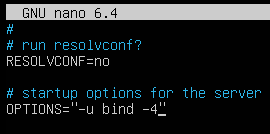 GNU nano 6.4
#
# run resolvconf?
RESOLVCONF=no
# startup options for the server
OPTIONS="-u bind -4"